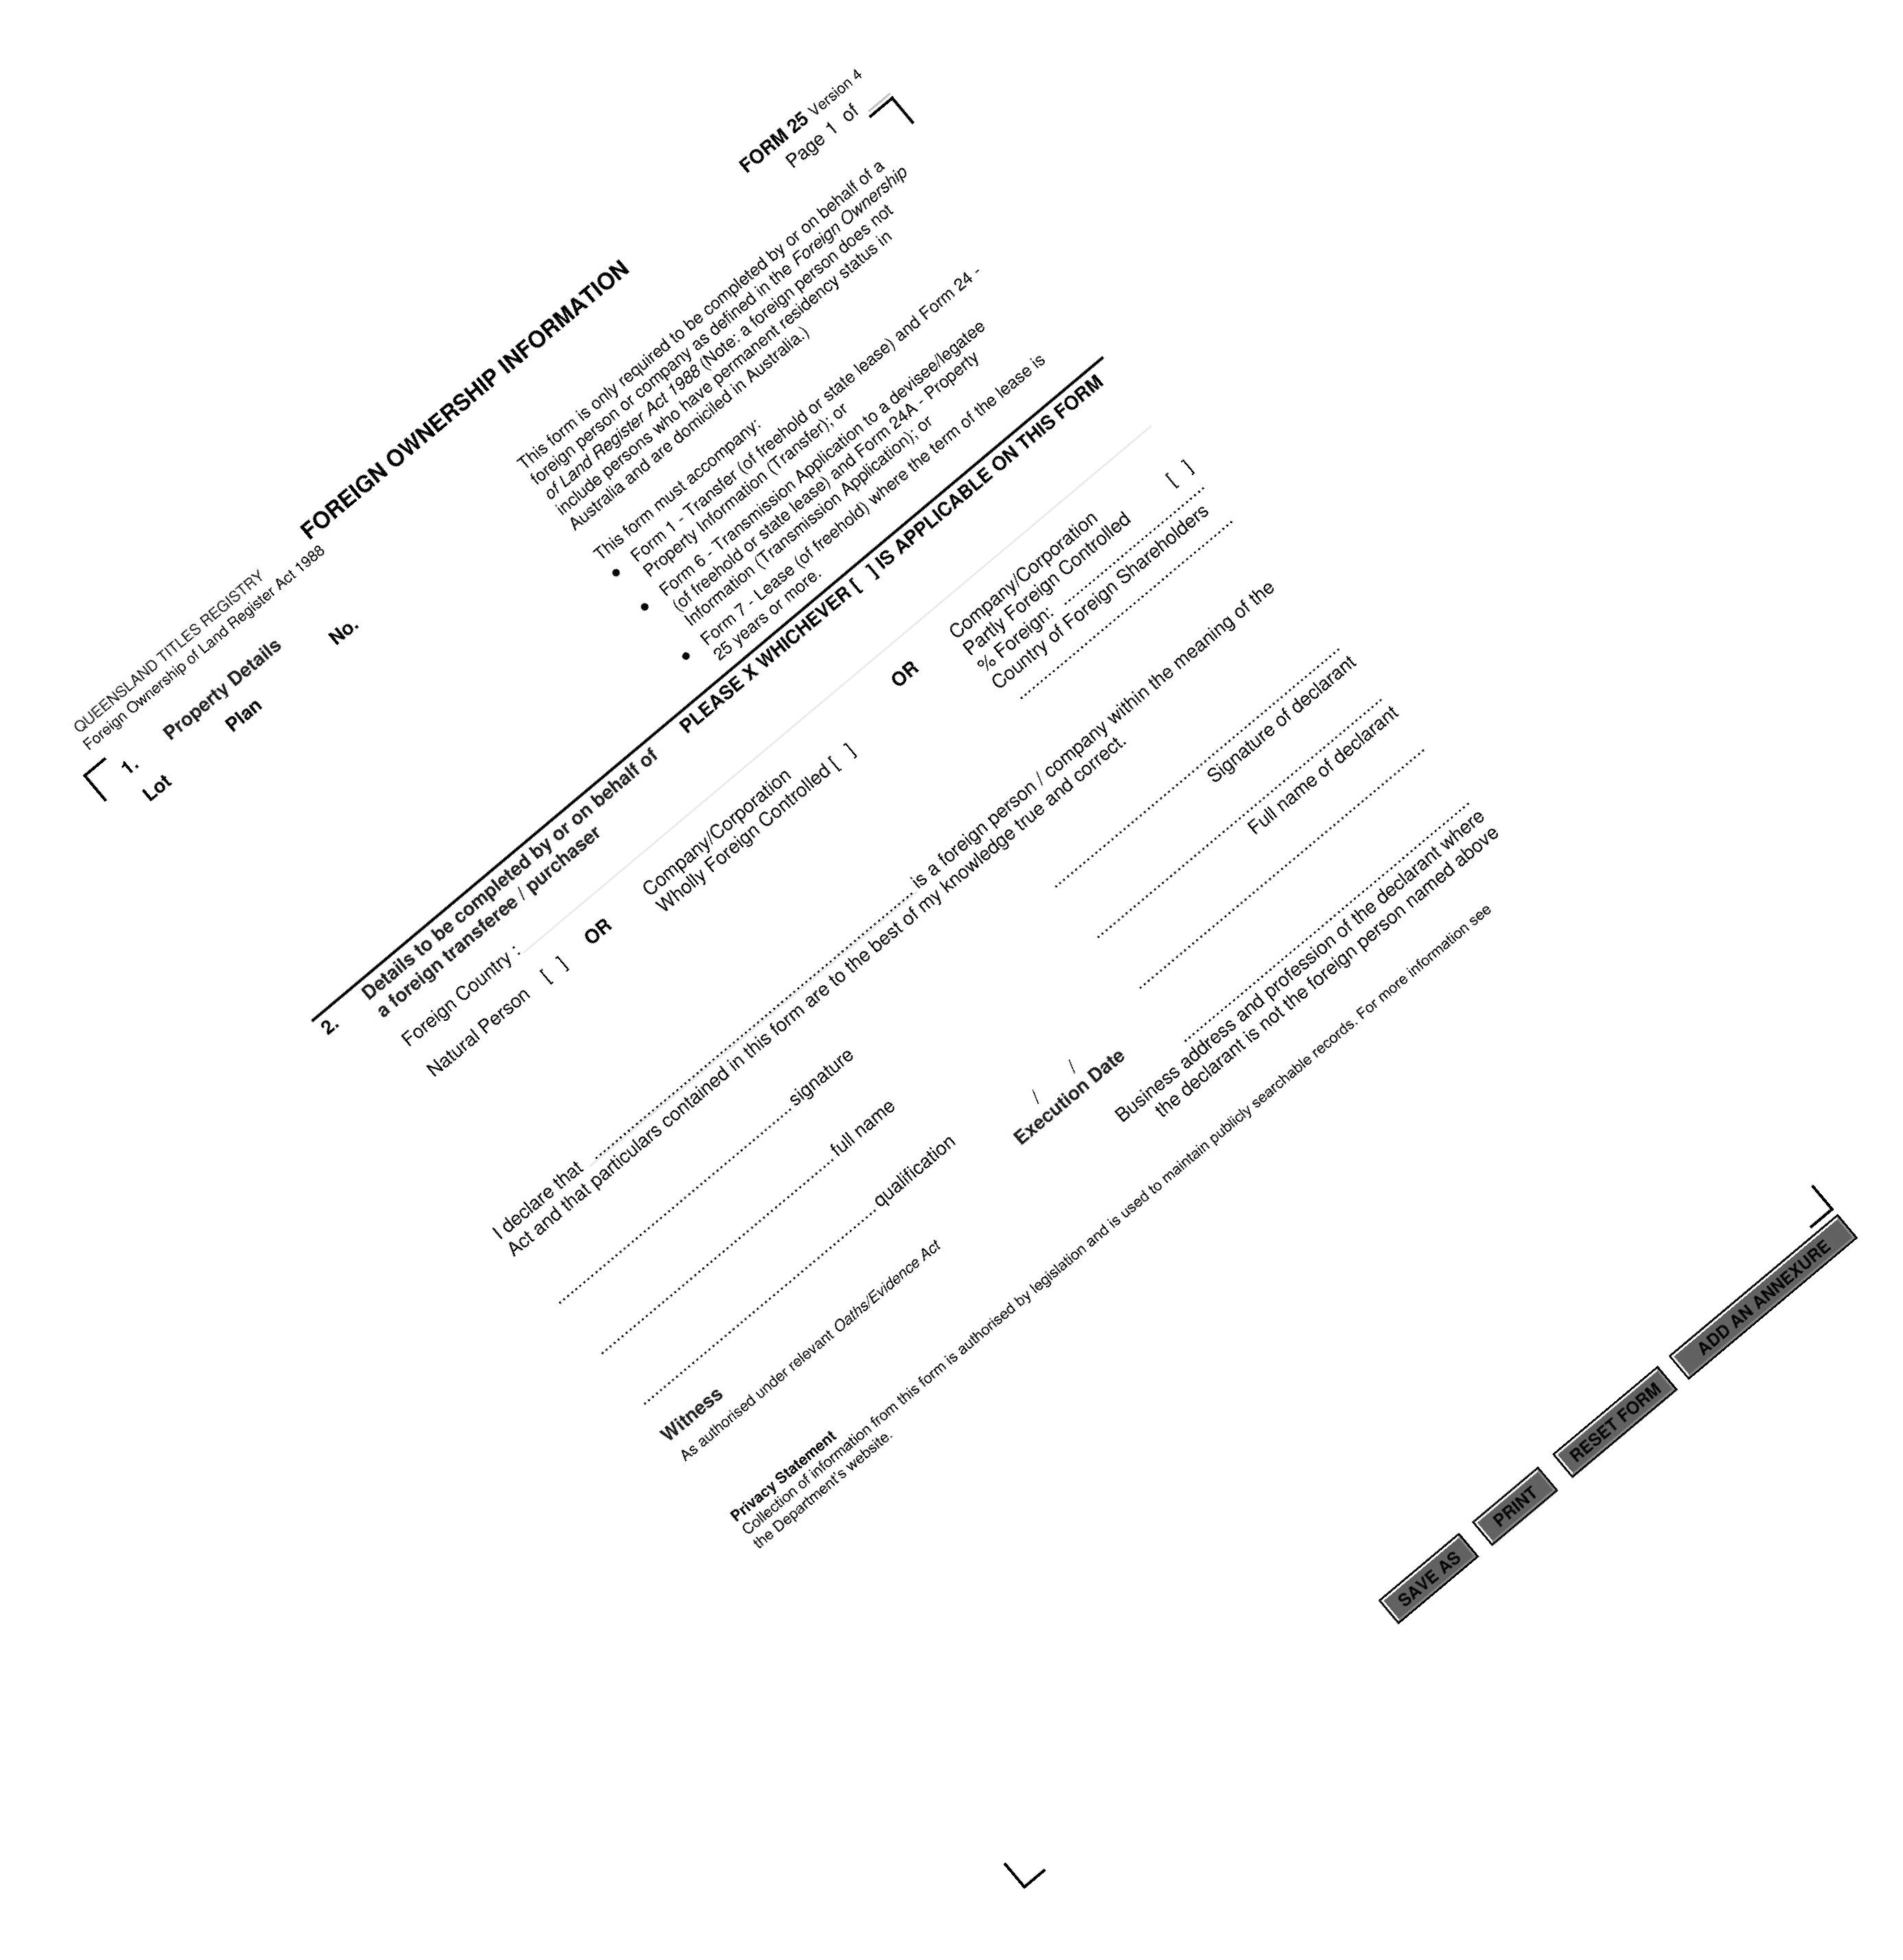 QUEENSLAND TITLES REGISTRY
Foreign Ownership of Land Register Act 1988
FOREIGN OWNERSHIP INFORMATION
FORM 25 Version 4
Page 1 of
1. Property Details
Lot Plan No.
This form is only required to be completed by or on behalf of a
foreign person or company as defined in the Foreign Ownership
of Land Register Act 1988 (Note: a foreign person does not
include persons who have permanent residency status in
Australia and are domiciled in Australia.)
This form must accompany:
• Form 1 - Transfer (of freehold or state lease) and Form 24 -
Property Information (Transfer); or
• Form 6 - Transmission Application to a devisee/legatee
(of freehold or state lease) and Form 24A - Property
Information (Transmission Application); or
• Form 7 - Lease (of freehold) where the term of the lease is
25 years or more.
2. Details to be completed by or on behalf of
a foreign transferee / purchaser
PLEASE X WHICHEVER [ ] IS APPLICABLE ON THIS FORM
Foreign Country :
Natural Person [ ]
OR
Company/Corporation
Wholly Foreign Controlled [ ]
OR
Company/Corporation
Partly Foreign Controlled [ ]
% Foreign: ........................................
Country of Foreign Shareholders
............................................................
I declare that ........................................................................................ is a foreign person / company within the meaning of the
Act and that particulars contained in this form are to the best of my knowledge true and correct.
................................................................signature
................................................................full name
................................................................qualification
Witness
As authorised under relevant Oaths/Evidence Act
/ /
Execution Date
................................................................................
Signature of declarant
................................................................................
Full name of declarant
................................................................................
................................................................................
Business address and profession of the declarant where
the declarant is not the foreign person named above
Privacy Statement
Collection of information from this form is authorised by legislation and is used to maintain publicly searchable records. For more information see
the Department's website.
SAVE AS PRINT RESET FORM ADD AN ANNEXURE